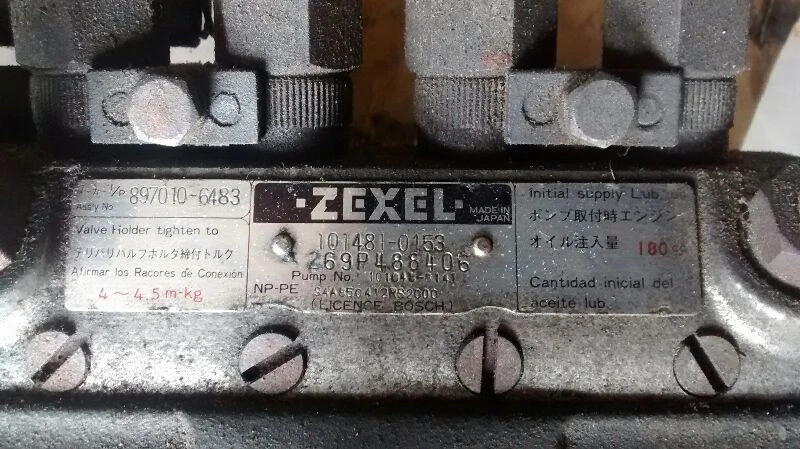 I/P 897010-6483
Ass'y No
Valve Holder tighten to
デリバリバルブホルダ締付トルク
Afirmar los Racores de Conexión
4〜4.5m-kg
·ZEXEL·
MADE IN
JAPAN
101481-0153
269P488406
Pump No.
NP-PE
(LICENCE BOSCH)
Initial supply Lub.
ポンプ取付時エンジン
オイル注入量 180cc
Cantidad inicial del
aceite lub.